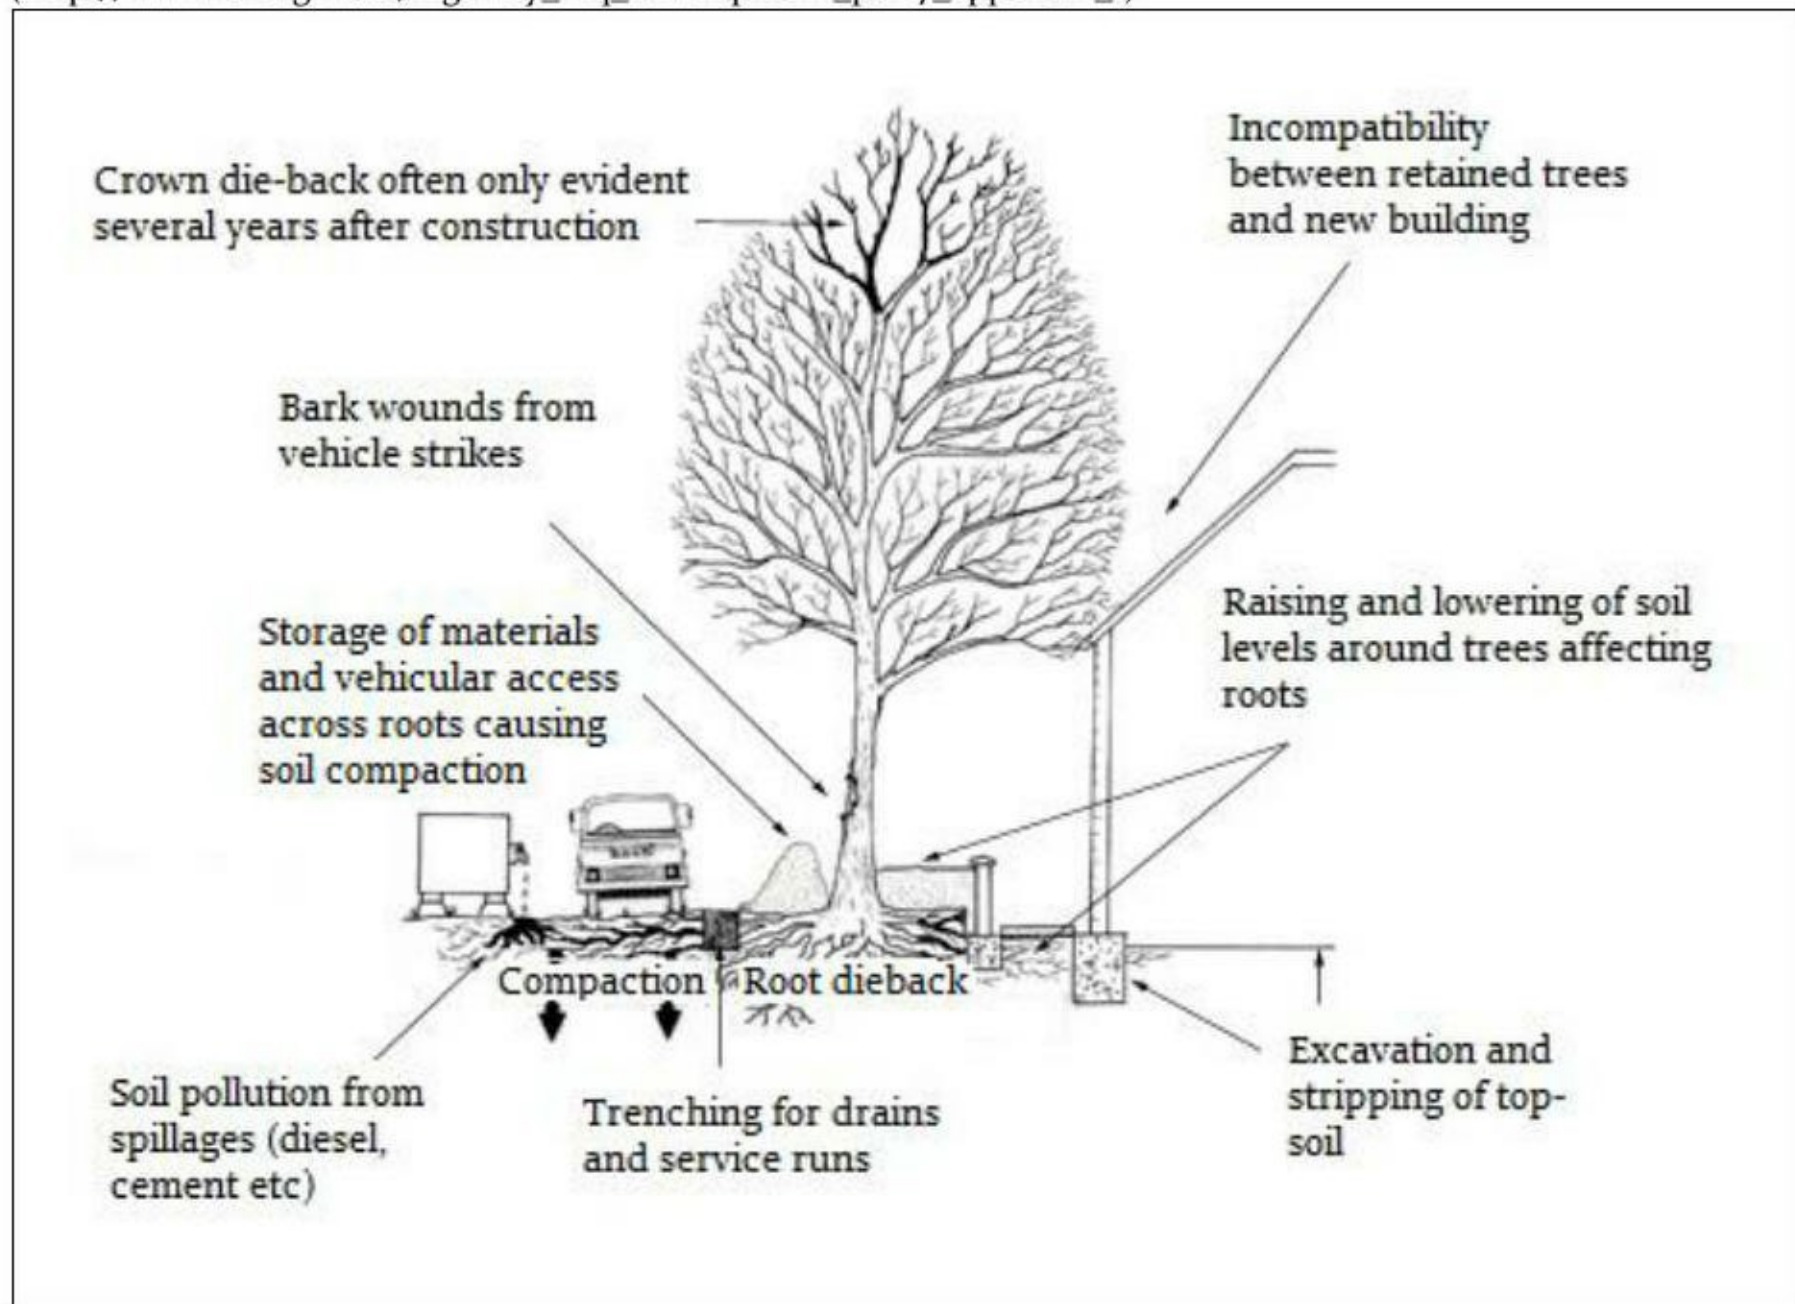 Crown die-back often only evident
several years after construction
Incompatibility
between retained trees
and new building
Bark wounds from
vehicle strikes
Storage of materials
and vehicular access
across roots causing
soil compaction
Raising and lowering of soil
levels around trees affecting
roots
Compaction
Root dieback
Soil pollution from
spillages (diesel,
cement etc)
Trenching for drains
and service runs
Excavation and
stripping of top-
soil